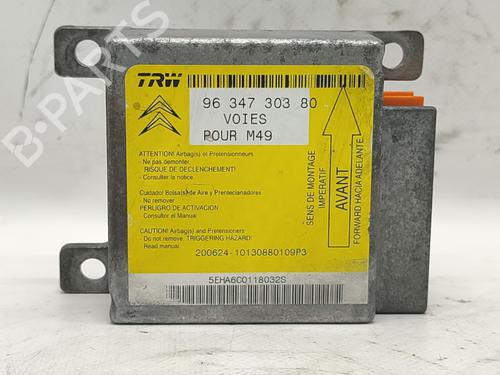 TRW
96 347 303 80
VOIES
POUR M49
ATTENTION! Airbag(s) et Pretensionneurs
- Ne pas demonter.
RISQUE DE DECLENCHEMENT!
- Consulter la notice.
Cuidado! Bolsa(s) de Aire y Pretencianadores
- No remover
PERLIGRO DE ACTIVACION
- Consultor el Manual
CAUTION! Airbag(s) and Pretensioners
- Do not remove. TRIGGERING HAZARD!
Read manual.
200624-10130880109P3
5EHA6C0118032S
SENS DE MONTAGE
IMPERATIF
AVANT
FORWARD HACIA ADELANTE
B-PARTS